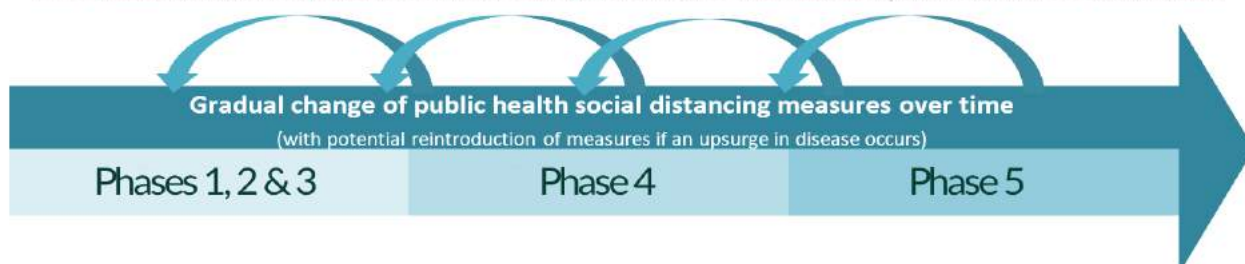 Gradual change of public health social distancing measures over time
(with potential reintroduction of measures if an upsurge in disease occurs)
Phases 1, 2 & 3 Phase 4 Phase 5